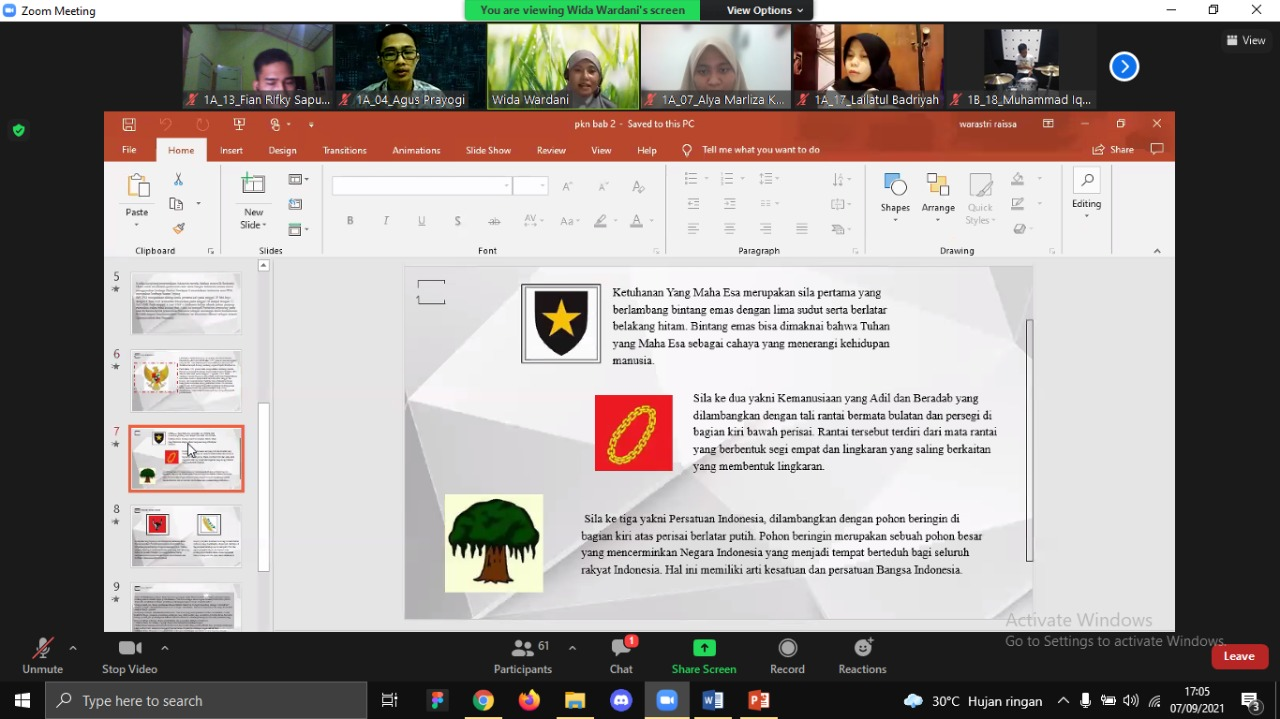 Zoom Meeting
You are viewing Wida Wardani's screen
View Options
View
1A_13_Fian Rifky Sapu...
1A_04_Agus Prayogi
Wida Wardani
1A_07_Alya Marliza K...
1A_17_Lailatul Badriyah
1B_18_Muhammad Iq...
pkn bab 2 - Saved to this PC
warastri raissa
File
Home
Insert
Design
Transitions
Animations
Slide Show
Review
View
Help
Tell me what you want to do
Share
Paste
New
Slide
Shapes
Arrange
Quick
Styles
Editing
Clipboard
Slides
Font
Paragraph
Drawing
5
6
7
8
9
Ketuhanan Yang Maha Esa merupakan sila pertama yang
berlambang bintang emas dengan lima sudut serta berlatar
belakang hitam. Bintang emas bisa dimaknai bahwa Tuhan
yang Maha Esa sebagai cahaya yang menerangi kehidupan
manusia.
Sila ke dua yakni Kemanusiaan yang Adil dan Beradab yang
dilambangkan dengan tali rantai bermata bulatan dan persegi di
bagian kiri bawah perisai. Rantai tersebut terdiri dari mata rantai
yang berbentuk segi empat dan lingkaran yang saling berkaitan
yang membentuk lingkaran.
Sila ke tiga yakni Persatuan Indonesia, dilambangkan dengan pohon beringin di
bagian kiri atas perisai berlatar putih. Pohon beringin merupakan sebuah pohon besar
yang mencerminkan Negara Indonesia yang menjadi tempat berteduh bagi seluruh
rakyat Indonesia. Hal ini memiliki arti kesatuan dan persatuan Bangsa Indonesia.
Activate Windows
Go to Settings to activate Windows.
Unmute
Stop Video
61
Participants
1
Chat
Share Screen
Record
Reactions
Leave
Type here to search
30°C Hujan ringan
17:05
07/09/2021
3